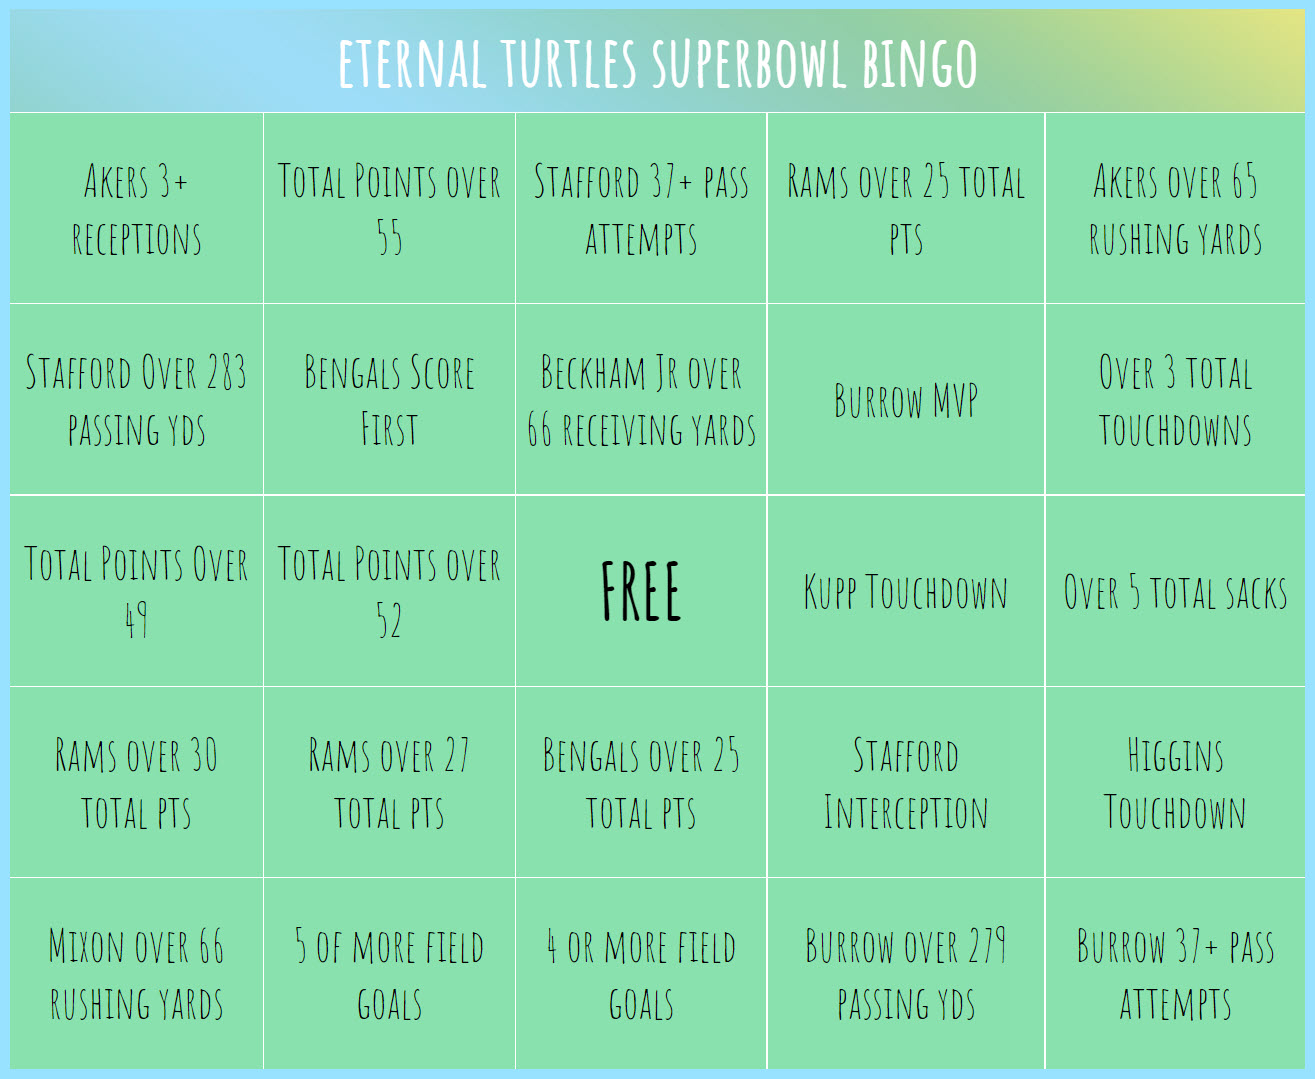 ETERNAL TURTLES SUPERBOWL BINGO
AKERS 3+
RECEPTIONS
TOTAL POINTS OVER
55
STAFFORD 37+ PASS
ATTEMPTS
RAMS OVER 25 TOTAL
PTS
AKERS OVER 65
RUSHING YARDS
STAFFORD OVER 283
PASSING YDS
BENGALS SCORE
FIRST
BECKHAM JR OVER
66 RECEIVING YARDS
BURROW MVP
OVER 3 TOTAL
TOUCHDOWNS
TOTAL POINTS OVER
49
TOTAL POINTS OVER
52
FREE
KUPP TOUCHDOWN
OVER 5 TOTAL SACKS
RAMS OVER 30
TOTAL PTS
RAMS OVER 27
TOTAL PTS
BENGALS OVER 25
TOTAL PTS
STAFFORD
INTERCEPTION
HIGGINS
TOUCHDOWN
MIXON OVER 66
RUSHING YARDS
5 OF MORE FIELD
GOALS
4 OR MORE FIELD
GOALS
BURROW OVER 279
PASSING YDS
BURROW 37+ PASS
ATTEMPTS